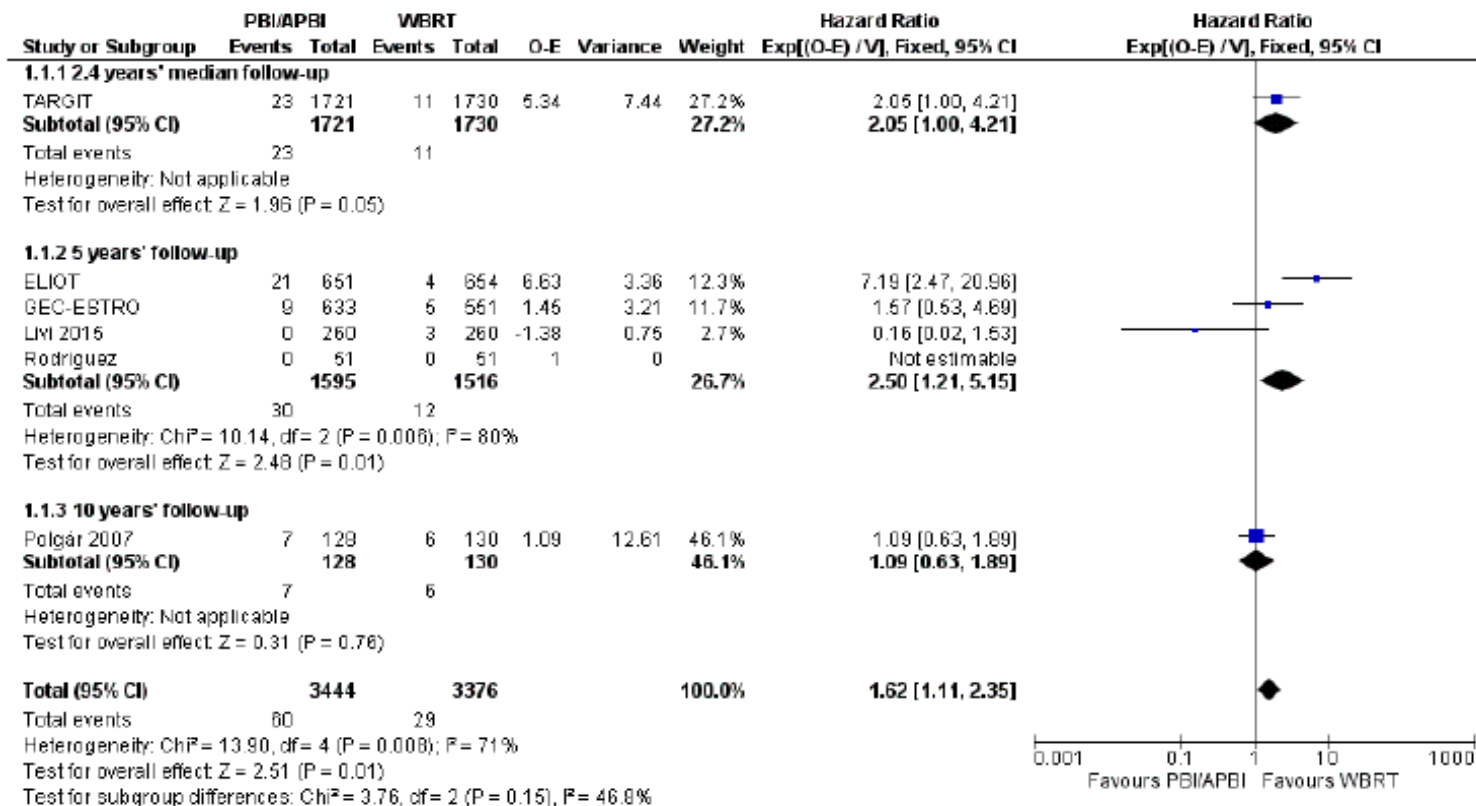 PBI/APBI WBRT Hazard Ratio Hazard Ratio
Study or Subgroup Events Total Events Total O-E Variance Weight Exp[(O-E) / V], Fixed, 95% CI Exp[(O-E) / V], Fixed, 95% CI
1.1.1 2.4 years' median follow-up
TARGIT 23 1721 11 1730 5.34 7.44 27.2% 2.05 [1.00, 4.21]
Subtotal (95% CI) 1721 1730 27.2% 2.05 [1.00, 4.21]
Total events 23 11
Heterogeneity: Not applicable
Test for overall effect: Z = 1.96 (P = 0.05)
1.1.2 5 years' follow-up
ELIOT 21 651 4 654 6.63 3.36 12.3% 7.19 [2.47, 20.96]
GEC-ESTRO 9 633 5 551 1.45 3.21 11.7% 1.57 [0.53, 4.69]
Livi 2015 0 260 3 260 -1.38 0.75 2.7% 0.16 [0.02, 1.53]
Rodriguez 0 51 0 51 1 0 Not estimable
Subtotal (95% CI) 1595 1516 26.7% 2.50 [1.21, 5.15]
Total events 30 12
Heterogeneity: Chi² = 10.14, df = 2 (P = 0.006); I² = 80%
Test for overall effect: Z = 2.48 (P = 0.01)
1.1.3 10 years' follow-up
Polgár 2007 7 128 6 130 1.09 12.61 46.1% 1.09 [0.63, 1.89]
Subtotal (95% CI) 128 130 46.1% 1.09 [0.63, 1.89]
Total events 7 6
Heterogeneity: Not applicable
Test for overall effect: Z = 0.31 (P = 0.76)
Total (95% CI) 3444 3376 100.0% 1.62 [1.11, 2.35]
Total events 60 29
Heterogeneity: Chi² = 13.90, df = 4 (P = 0.008); I² = 71%
Test for overall effect: Z = 2.51 (P = 0.01)
Test for subgroup differences: Chi² = 3.76, df = 2 (P = 0.15), I² = 46.8%
0.001 0.1 1 10 1000
Favours PBI/APBI Favours WBRT